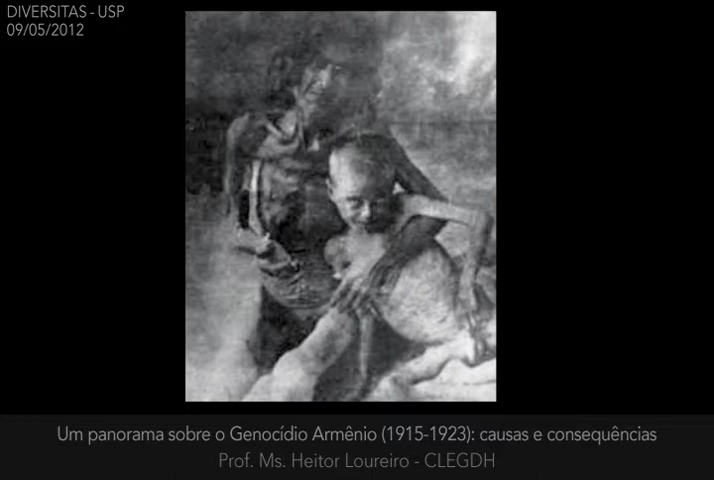 DIVERSITAS - USP
09/05/2012
Um panorama sobre o Genocídio Armênio (1915-1923): causas e consequências
Prof. Ms. Heitor Loureiro - CLEGDH